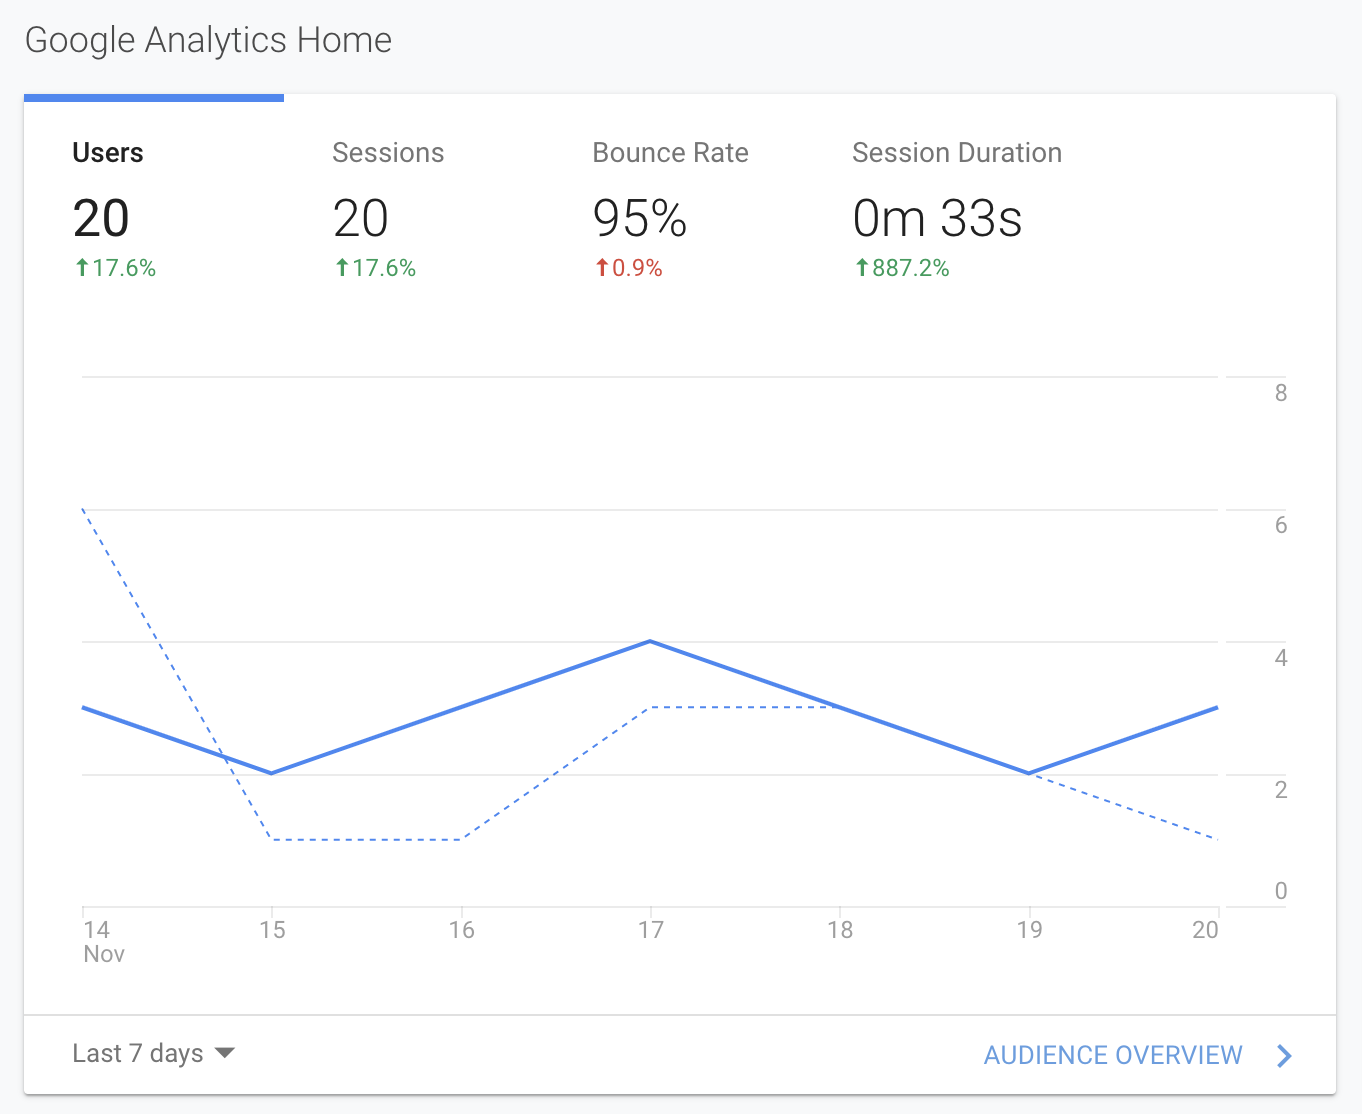 Google Analytics Home
Users Sessions Bounce Rate Session Duration
20 20 95% 0m 33s
↑17.6% ↑17.6% ↑0.9% ↑887.2%
8
6
4
2
0
14 15 16 17 18 19 20
Nov
Last 7 days AUDIENCE OVERVIEW